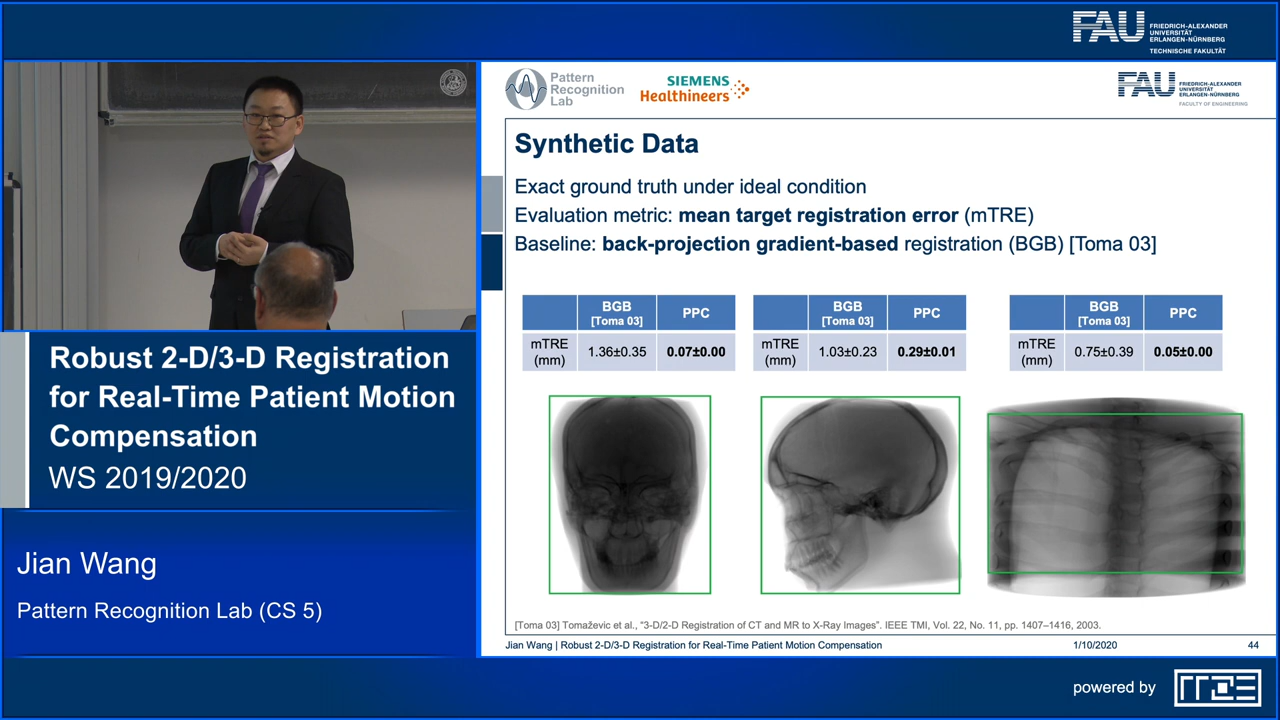 FAU
FRIEDRICH-ALEXANDER
UNIVERSITÄT
ERLANGEN-NÜRNBERG
TECHNISCHE FAKULTÄT
Pattern
Recognition
Lab
SIEMENS
Healthineers
FAU
FRIEDRICH-ALEXANDER
UNIVERSITÄT
ERLANGEN-NÜRNBERG
FACULTY OF ENGINEERING
Synthetic Data
Exact ground truth under ideal condition
Evaluation metric: mean target registration error (mTRE)
Baseline: back-projection gradient-based registration (BGB) [Toma 03]
BGB
[Toma 03]
PPC
mTRE
(mm)
1.36±0.35
0.07±0.00
BGB
[Toma 03]
PPC
mTRE
(mm)
1.03±0.23
0.29±0.01
BGB
[Toma 03]
PPC
mTRE
(mm)
0.75±0.39
0.05±0.00
[Toma 03] Tomaževic et al., "3-D/2-D Registration of CT and MR to X-Ray Images". IEEE TMI, Vol. 22, No. 11, pp. 1407–1416, 2003.
Jian Wang | Robust 2-D/3-D Registration for Real-Time Patient Motion Compensation
1/10/2020
44
Robust 2-D/3-D Registration
for Real-Time Patient Motion
Compensation
WS 2019/2020
Jian Wang
Pattern Recognition Lab (CS 5)
powered by